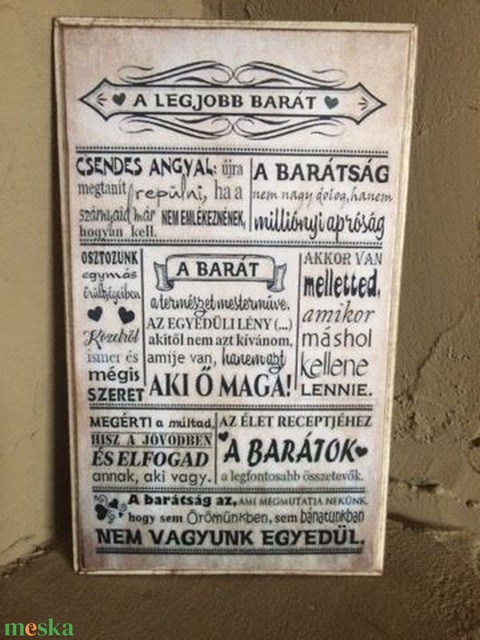 A LEGJOBB BARÁT
CSENDES ANGYAL: újra
megtanít repülni, ha a
szárnyaid már NEM EMLÉKEZNÉNEK,
hogyan kell.
A BARÁTSÁG
nem nagy dolog, hanem
milliónyi apróság
OSZTOZUNK
egymás
őrültségeiben
Közelről
ismer és
mégis
SZERET
A BARÁT
a természet mesterműve.
AZ EGYEDÜLI LÉNY (...)
akitől nem azt kívánom,
amije van, hanem azt
AKI Ő MAGA!
AKKOR VAN
melletted,
amikor
máshol
kellene
LENNIE.
MEGÉRTI a múltad,
HISZ A JÖVŐDBEN
ÉS ELFOGAD
annak, aki vagy.
AZ ÉLET RECEPTJÉHEZ
A BARÁTOK
a legfontosabb összetevők.
A barátság az, AMI MEGMUTATJA NEKÜNK,
hogy sem Örömünkben, sem bánatunkban
NEM VAGYUNK EGYEDÜL.
meska